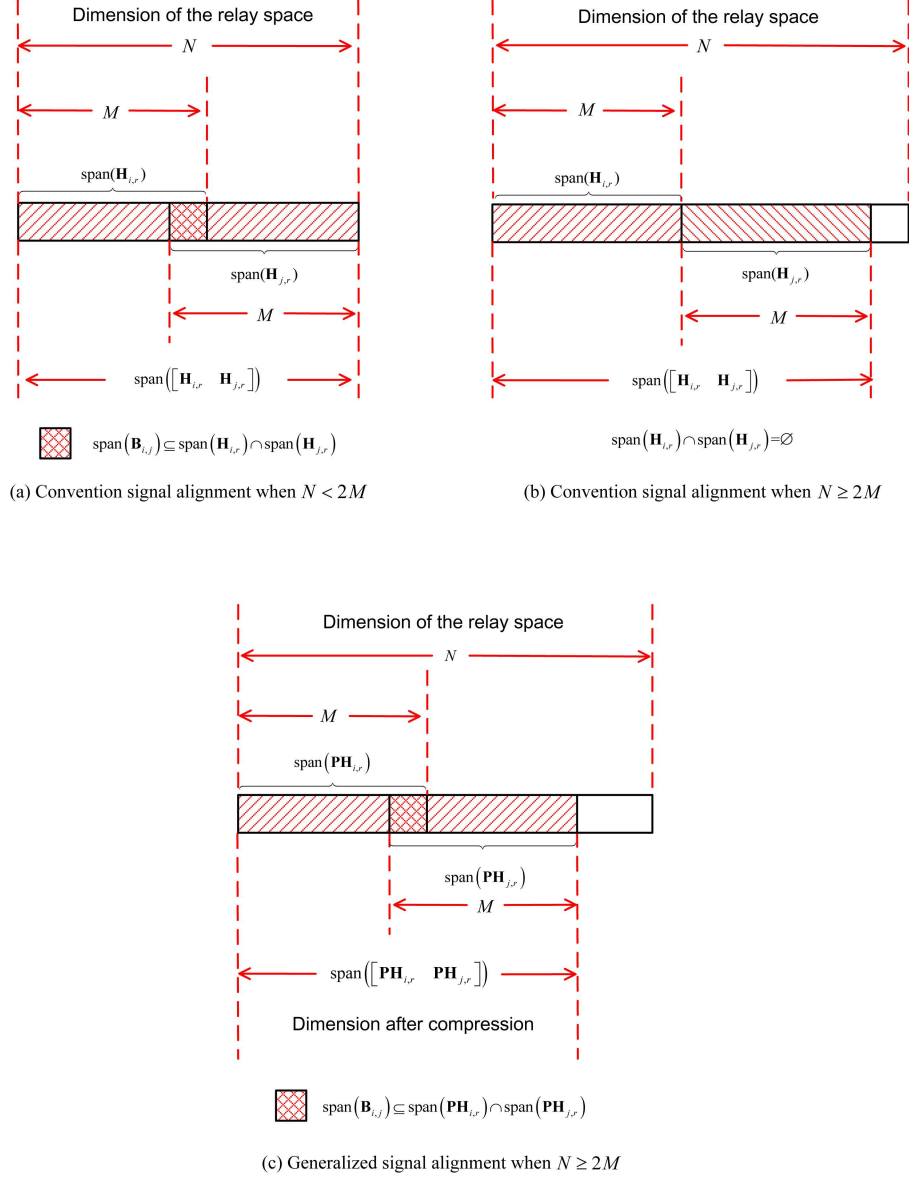 Dimension of the relay space
N
M
span(H_{i,r})
span(H_{j,r})
M
span([H_{i,r} H_{j,r}])
span(B_{i,j})⊆span(H_{i,r})∩span(H_{j,r})
(a) Convention signal alignment when N < 2M
Dimension of the relay space
N
M
span(H_{i,r})
span(H_{j,r})
M
span([H_{i,r} H_{j,r}])
span(H_{i,r})∩span(H_{j,r})=∅
(b) Convention signal alignment when N ≥ 2M
Dimension of the relay space
N
M
span(PH_{i,r})
span(PH_{j,r})
M
span([PH_{i,r} PH_{j,r}])
Dimension after compression
span(B_{i,j})⊆span(PH_{i,r})∩span(PH_{j,r})
(c) Generalized signal alignment when N ≥ 2M